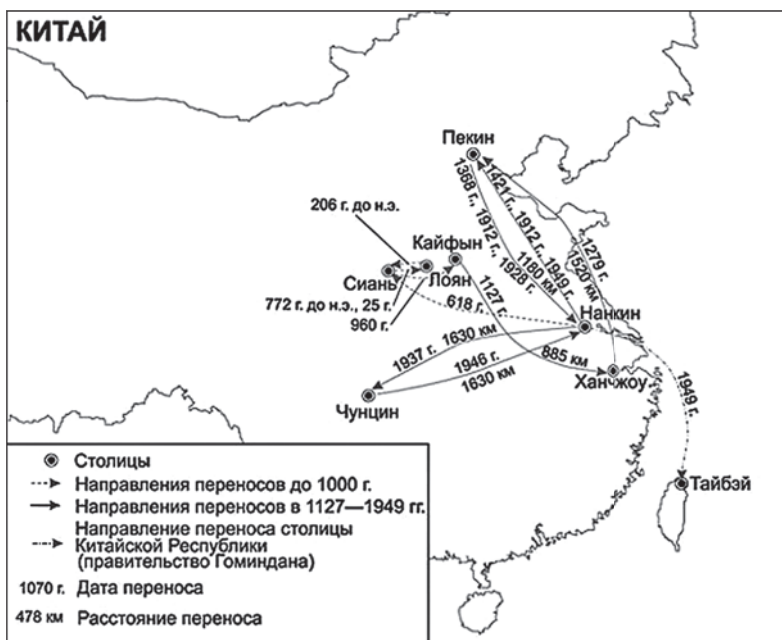 КИТАЙ
Пекин
1368 г., 1912 г., 1928 г.
1421 г., 1912 г., 1949 г.
1180 км
1279 г.
1520 км
206 г. до н.э.
Кайфын
Сиань
Лоян
772 г. до н.э., 25 г.
960 г.
618 г.
1127 г.
885 км
Нанкин
1937 г. 1630 км
1946 г.
1630 км
Ханчжоу
Чунцин
1949 г.
Тайбэй
Столицы
Направления переносов до 1000 г.
Направления переносов в 1127—1949 гг.
Направление переноса столицы
Китайской Республики
(правительство Гоминдана)
1070 г. Дата переноса
478 км Расстояние переноса